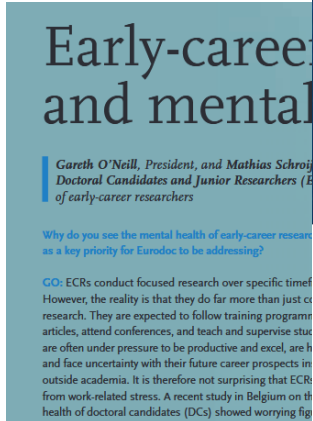 Early-caree
and mental
Gareth O'Neill, President, and Mathias Schroij
Doctoral Candidates and Junior Researchers (E
of early-career researchers
Why do you see the mental health of early-career researc
as a key priority for Eurodoc to be addressing?
GO: ECRs conduct focused research over specific timef
However, the reality is that they do far more than just co
research. They are expected to follow training programm
articles, attend conferences, and teach and supervise stud
are often under pressure to be productive and excel, are h
and face uncertainty with their future career prospects in
outside academia. It is therefore not surprising that ECRs
from work-related stress. A recent study in Belgium on th
health of doctoral candidates (DCs) showed worrying figu